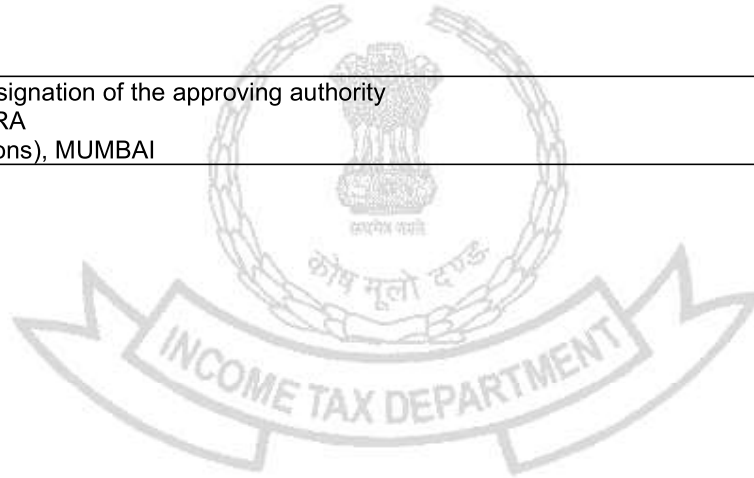 signation of the approving authority
RA
ons), MUMBAI
सत्यमेव जयते
कोष मूलो दण्डः
INCOME TAX DEPARTMENT